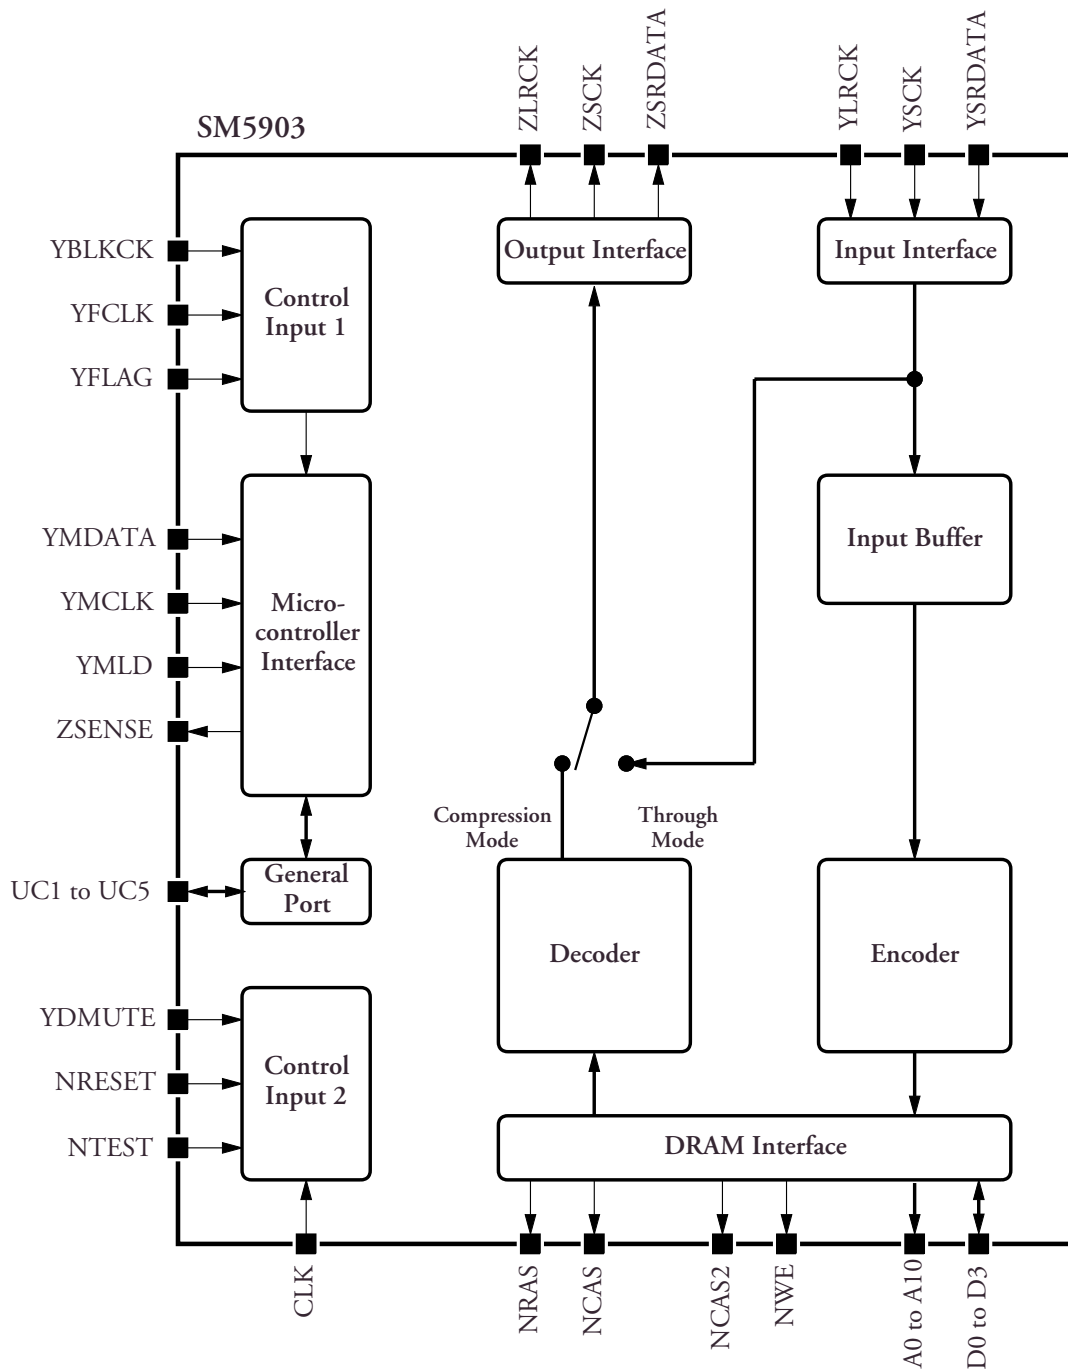 ZLRCK
ZSCK
ZSRDATA
YLRCK
YSCK
YSRDATA
SM5903
YBLKCK
YFCLK
YFLAG
Control
Input 1
Output Interface
Input Interface
YMDATA
YMCLK
YMLD
ZSENSE
Micro-
controller
Interface
Input Buffer
Compression
Mode
Through
Mode
UC1 to UC5
General
Port
Decoder
Encoder
YDMUTE
NRESET
NTEST
Control
Input 2
DRAM Interface
CLK
NRAS
NCAS
NCAS2
NWE
A0 to A10
D0 to D3